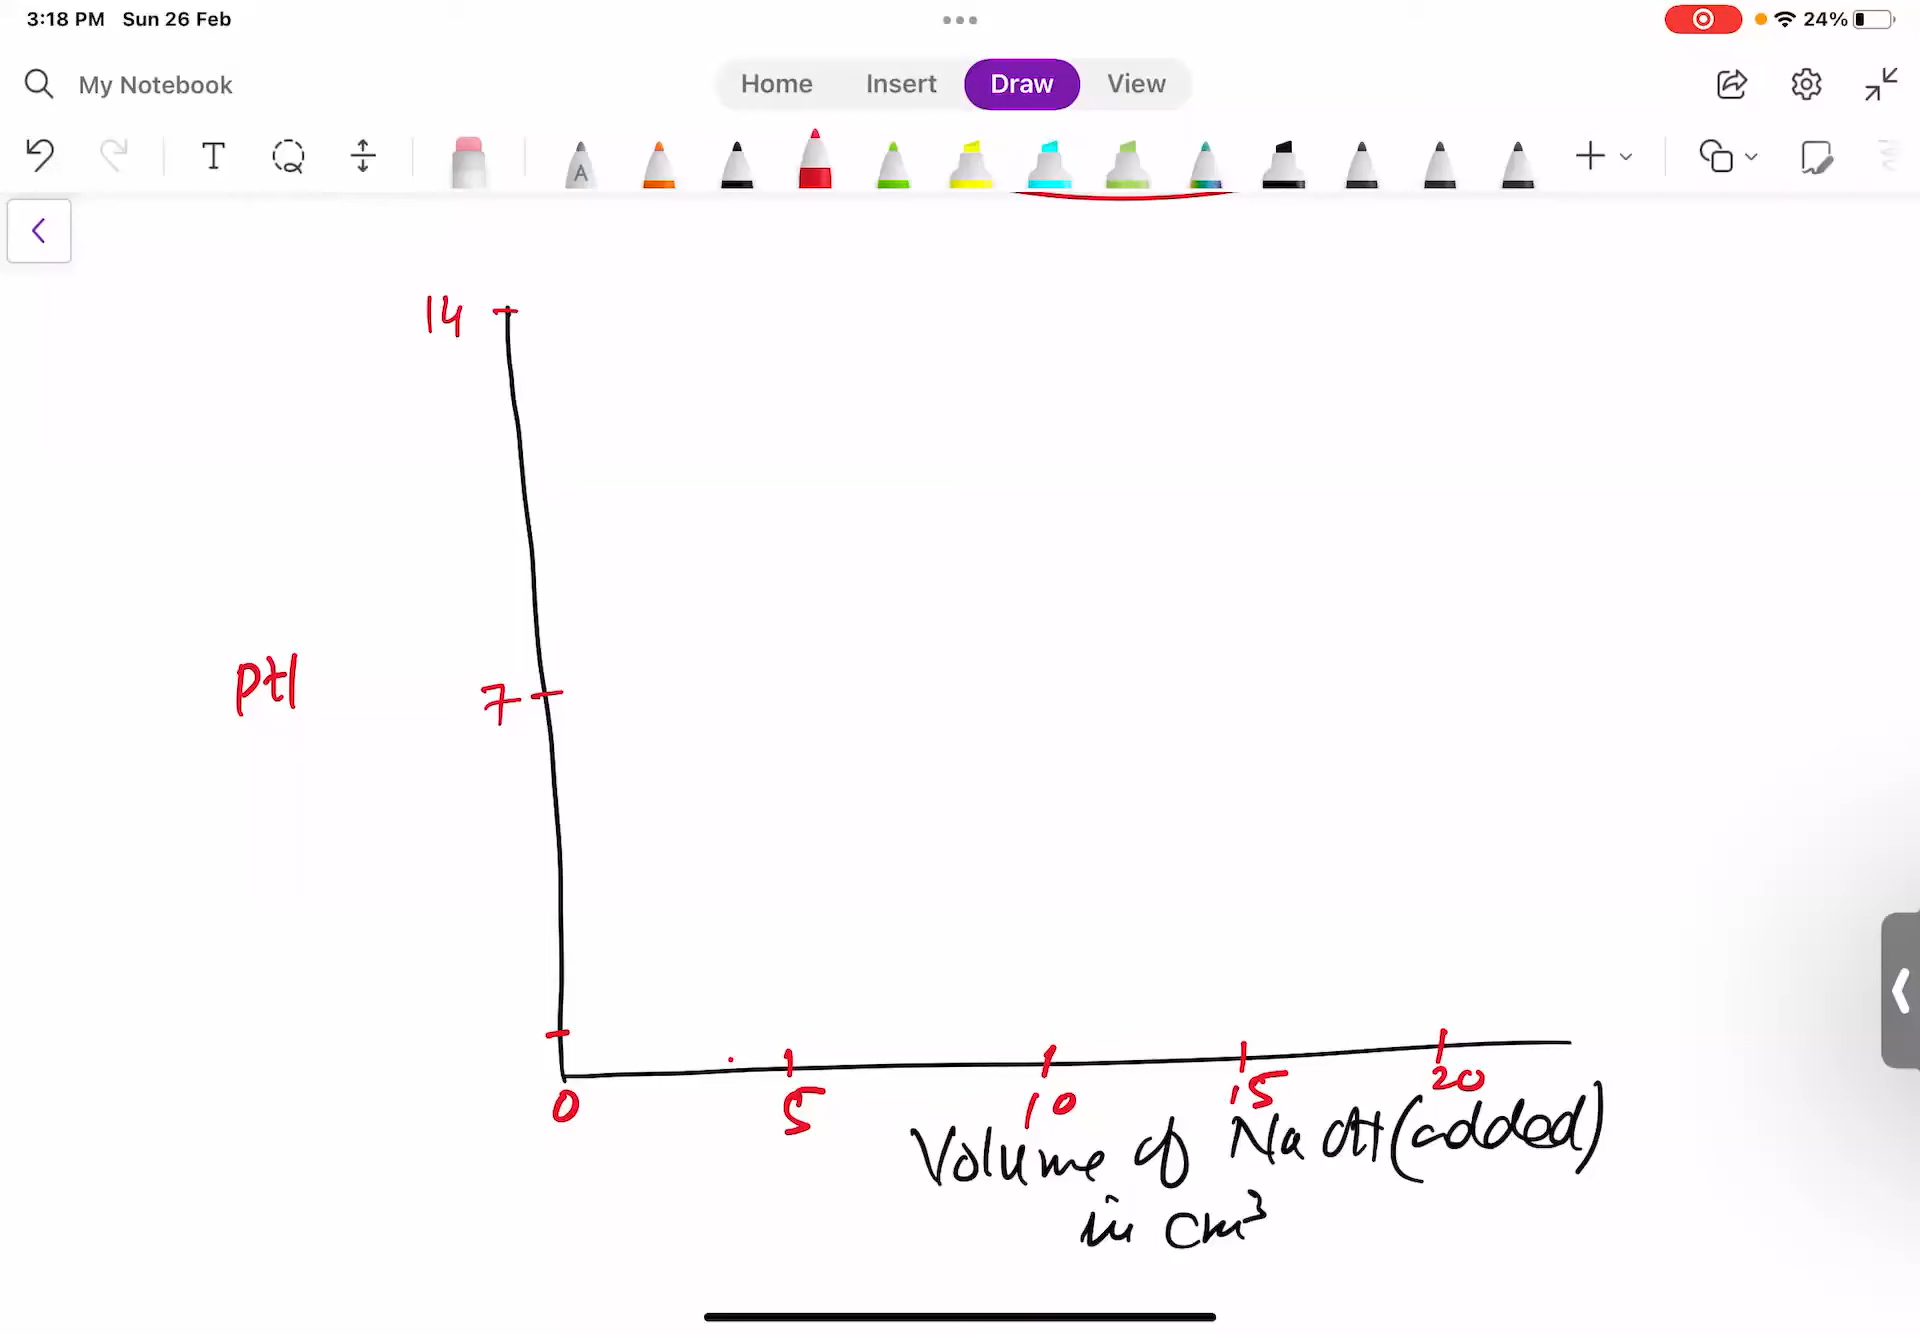 3:18 PM Sun 26 Feb
24%
My Notebook
Home Insert Draw View
T
A
14
pH
7
0 5 10 15 20
Volume of NaOH (added)
in cm³